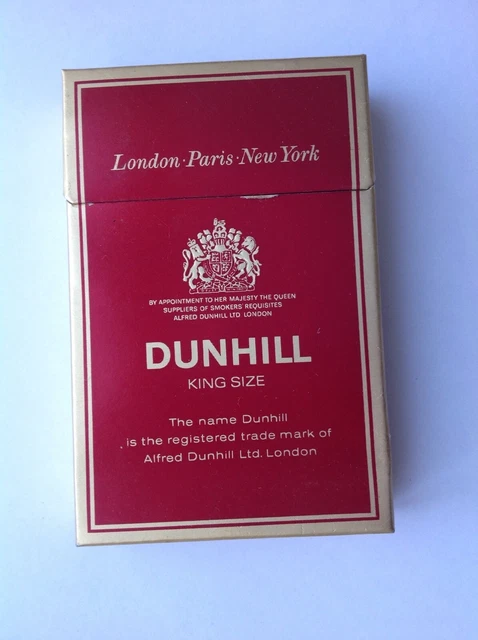 London·Paris·New York
BY APPOINTMENT TO HER MAJESTY THE QUEEN
SUPPLIERS OF SMOKERS' REQUISITES
ALFRED DUNHILL LTD LONDON
DUNHILL
KING SIZE
The name Dunhill
is the registered trade mark of
Alfred Dunhill Ltd. London